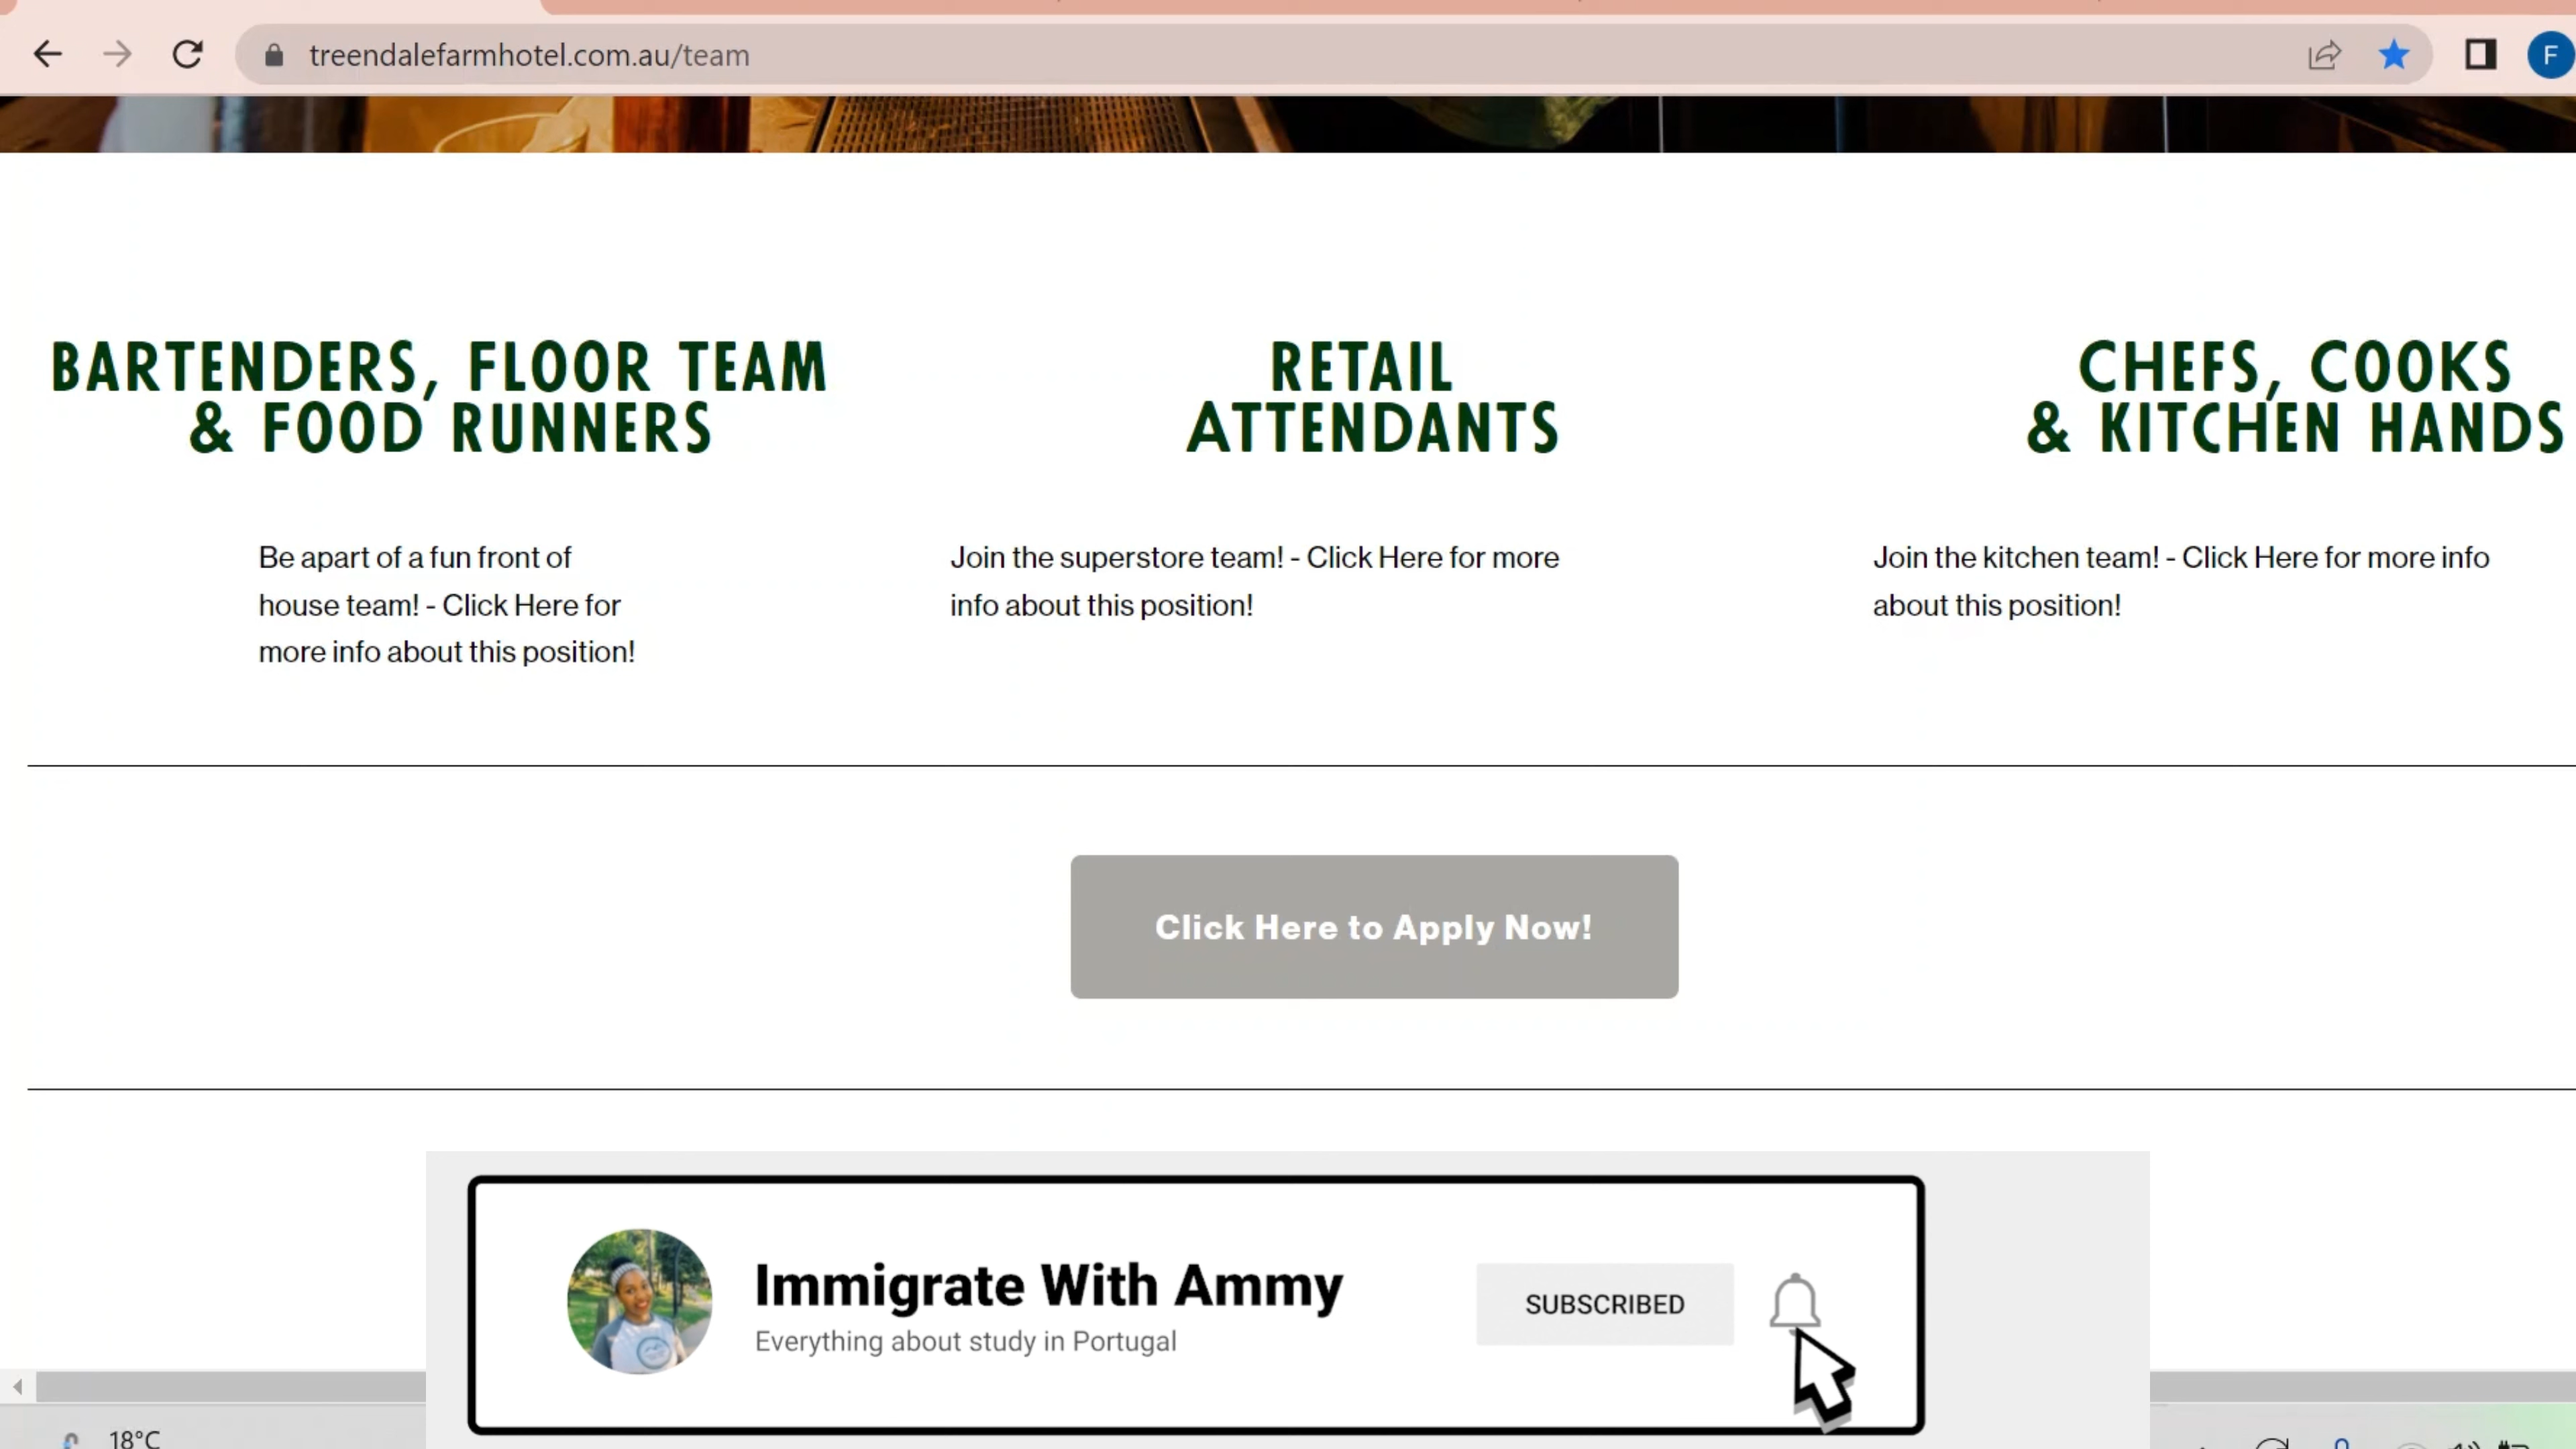 treendalefarmhotel.com.au/team
F
BARTENDERS, FLOOR TEAM
& FOOD RUNNERS
Be apart of a fun front of
house team! - Click Here for
more info about this position!
RETAIL
ATTENDANTS
Join the superstore team! - Click Here for more
info about this position!
CHEFS, COOKS
& KITCHEN HANDS
Join the kitchen team! - Click Here for more info
about this position!
Click Here to Apply Now!
Immigrate With Ammy
Everything about study in Portugal
SUBSCRIBED
18°C